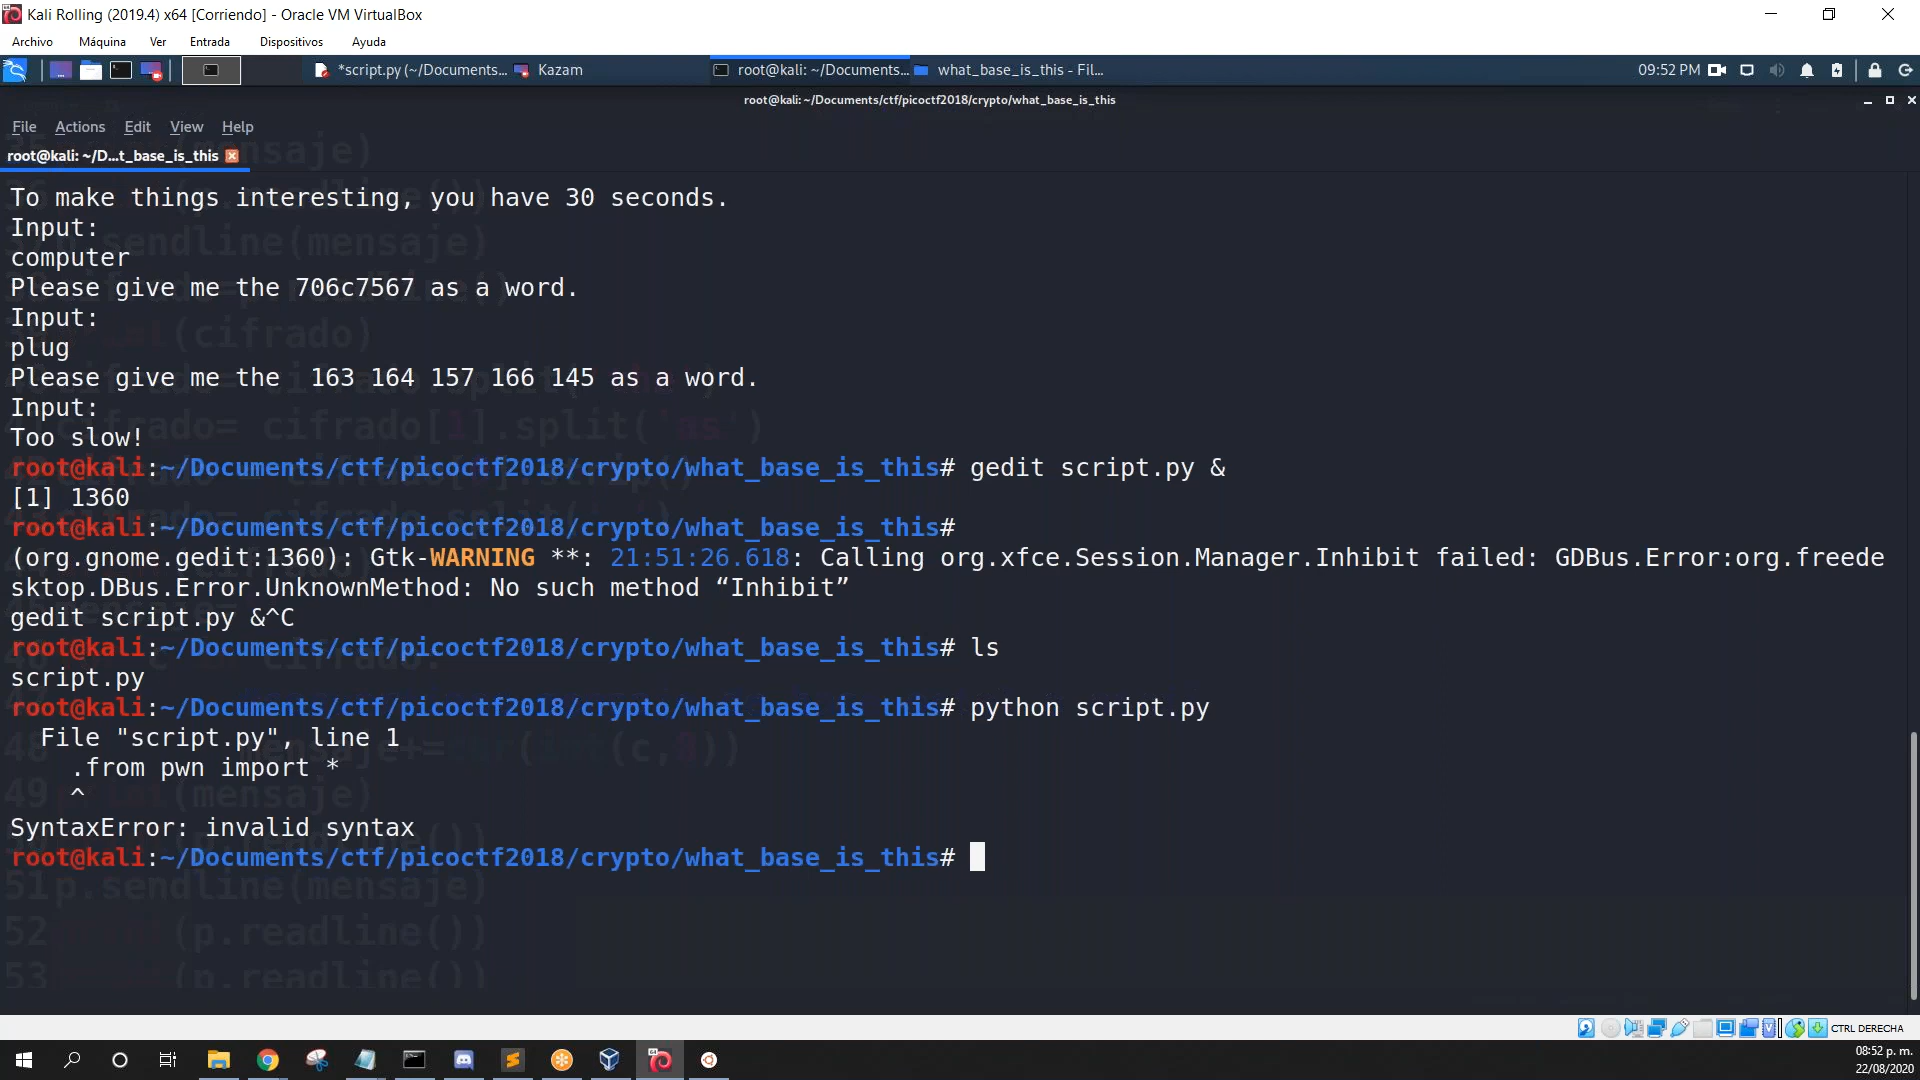 Kali Rolling (2019.4) x64 [Corriendo] - Oracle VM VirtualBox
Archivo Máquina Ver Entrada Dispositivos Ayuda
*script.py (~/Documents... Kazam root@kali: ~/Documents... what_base_is_this - Fil... 09:52 PM
root@kali: ~/Documents/ctf/picoctf2018/crypto/what_base_is_this
File Actions Edit View Help
root@kali: ~/D...t_base_is_this
To make things interesting, you have 30 seconds.
Input:
computer
Please give me the 706c7567 as a word.
Input:
plug
Please give me the  163 164 157 166 145 as a word.
Input:
Too slow!
root@kali:~/Documents/ctf/picoctf2018/crypto/what_base_is_this# gedit script.py &
[1] 1360
root@kali:~/Documents/ctf/picoctf2018/crypto/what_base_is_this#
(org.gnome.gedit:1360): Gtk-WARNING **: 21:51:26.618: Calling org.xfce.Session.Manager.Inhibit failed: GDBus.Error:org.freede
sktop.DBus.Error.UnknownMethod: No such method “Inhibit”
gedit script.py &^C
root@kali:~/Documents/ctf/picoctf2018/crypto/what_base_is_this# ls
script.py
root@kali:~/Documents/ctf/picoctf2018/crypto/what_base_is_this# python script.py
  File "script.py", line 1
    .from pwn import *
    ^
SyntaxError: invalid syntax
root@kali:~/Documents/ctf/picoctf2018/crypto/what_base_is_this#
51 p.sendline(mensaje)
52 (p.readline())
53 (p.readline())
CTRL DERECHA
08:52 p. m.
22/08/2020